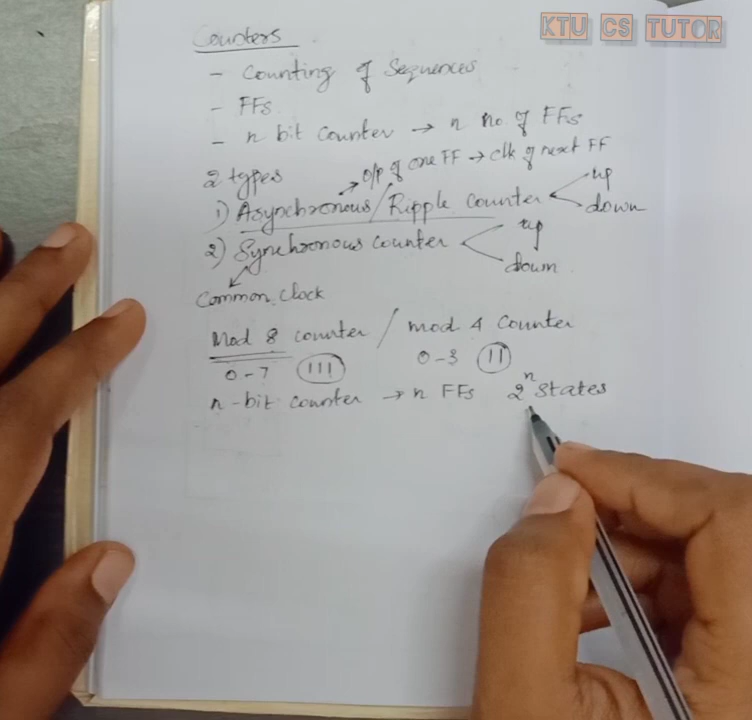 KTU CS TUTOR
Counters
- Counting of Sequences
- FFs
- n bit counter → n no. of FFs
2 types → o/p of one FF → clk of next FF
1) Asynchronous/Ripple counter up
down
2) Synchronous counter up
down
Common clock
Mod 8 counter / mod 4 counter
0-7 (111) 0-3 (11)
n-bit counter → n FFs 2ⁿ states